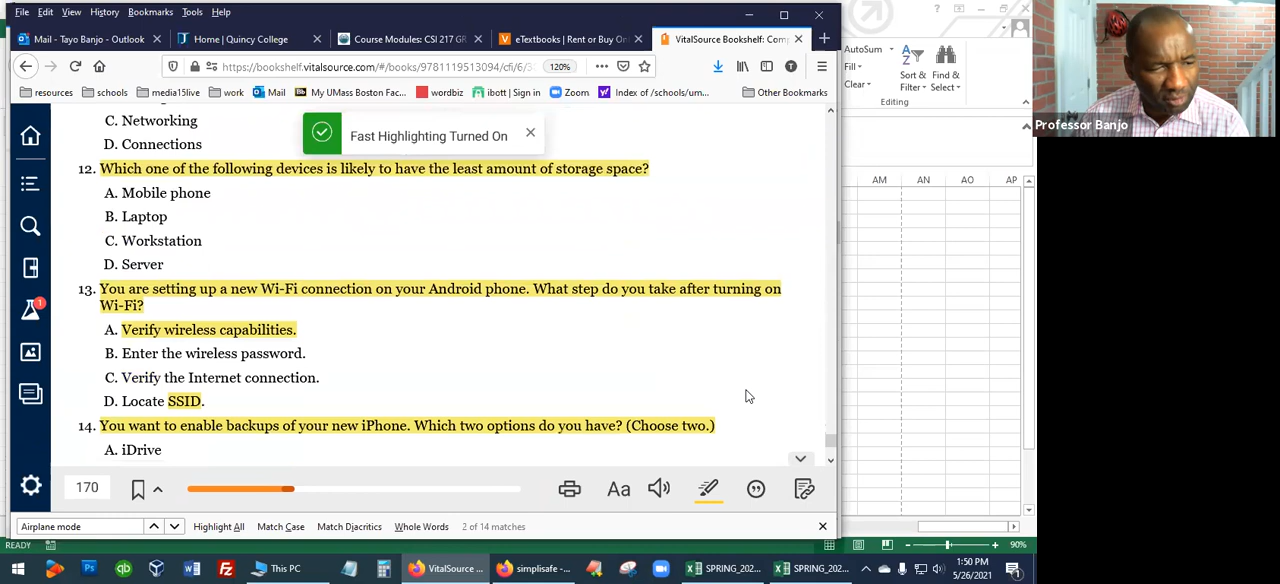 File Edit View History Bookmarks Tools Help
Mail - Tayo Banjo - Outlook
Home | Quincy College
Course Modules: CSI 217 GR
eTextbooks | Rent or Buy On
VitalSource Bookshelf: Comp
https://bookshelf.vitalsource.com/#/books/9781119513094/cfi/6/3 120%
resources schools media15live work Mail My UMass Boston Fac... wordbiz ibott | Sign in Zoom Index of /schools/um... Other Bookmarks
C. Networking
D. Connections
Fast Highlighting Turned On
12. Which one of the following devices is likely to have the least amount of storage space?
A. Mobile phone
B. Laptop
C. Workstation
D. Server
13. You are setting up a new Wi-Fi connection on your Android phone. What step do you take after turning on
Wi-Fi?
A. Verify wireless capabilities.
B. Enter the wireless password.
C. Verify the Internet connection.
D. Locate SSID.
14. You want to enable backups of your new iPhone. Which two options do you have? (Choose two.)
A. iDrive
170
Aa
Airplane mode Highlight All Match Case Match Diacritics Whole Words 2 of 14 matches
AutoSum
Fill
Clear
Sort &
Filter
Find &
Select
Editing
Professor Banjo
AM AN AO AP
READY
90%
This PC
VitalSource ...
simplisafe - ...
SPRING_202...
SPRING_202...
1:50 PM
5/26/2021
1